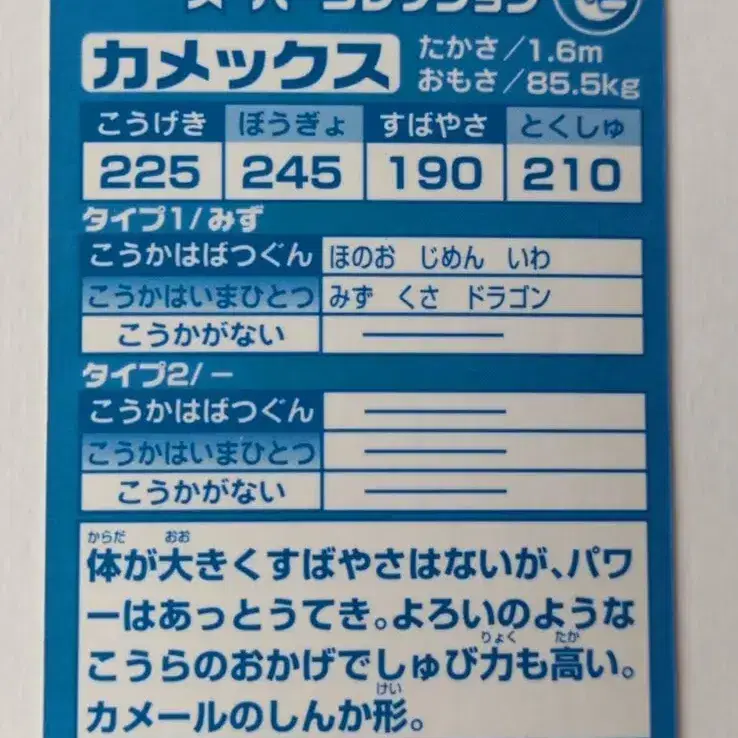 スーパーコレクション
カメックス
たかさ/1.6m
おもさ/85.5kg
こうげき ぼうぎょ すばやさ とくしゅ
225 245 190 210
タイプ1/みず
こうかはばつぐん ほのお じめん いわ
こうかはいまひとつ みず くさ ドラゴン
こうかがない ―
タイプ2/―
こうかはばつぐん ―
こうかはいまひとつ ―
こうかがない ―
からだ おお
体が大きくすばやさはないが、パワ
ーはあっとうてき。よろいのような
りょく たか
こうらのおかげでしゅび力も高い。
けい
カメールのしんか形。